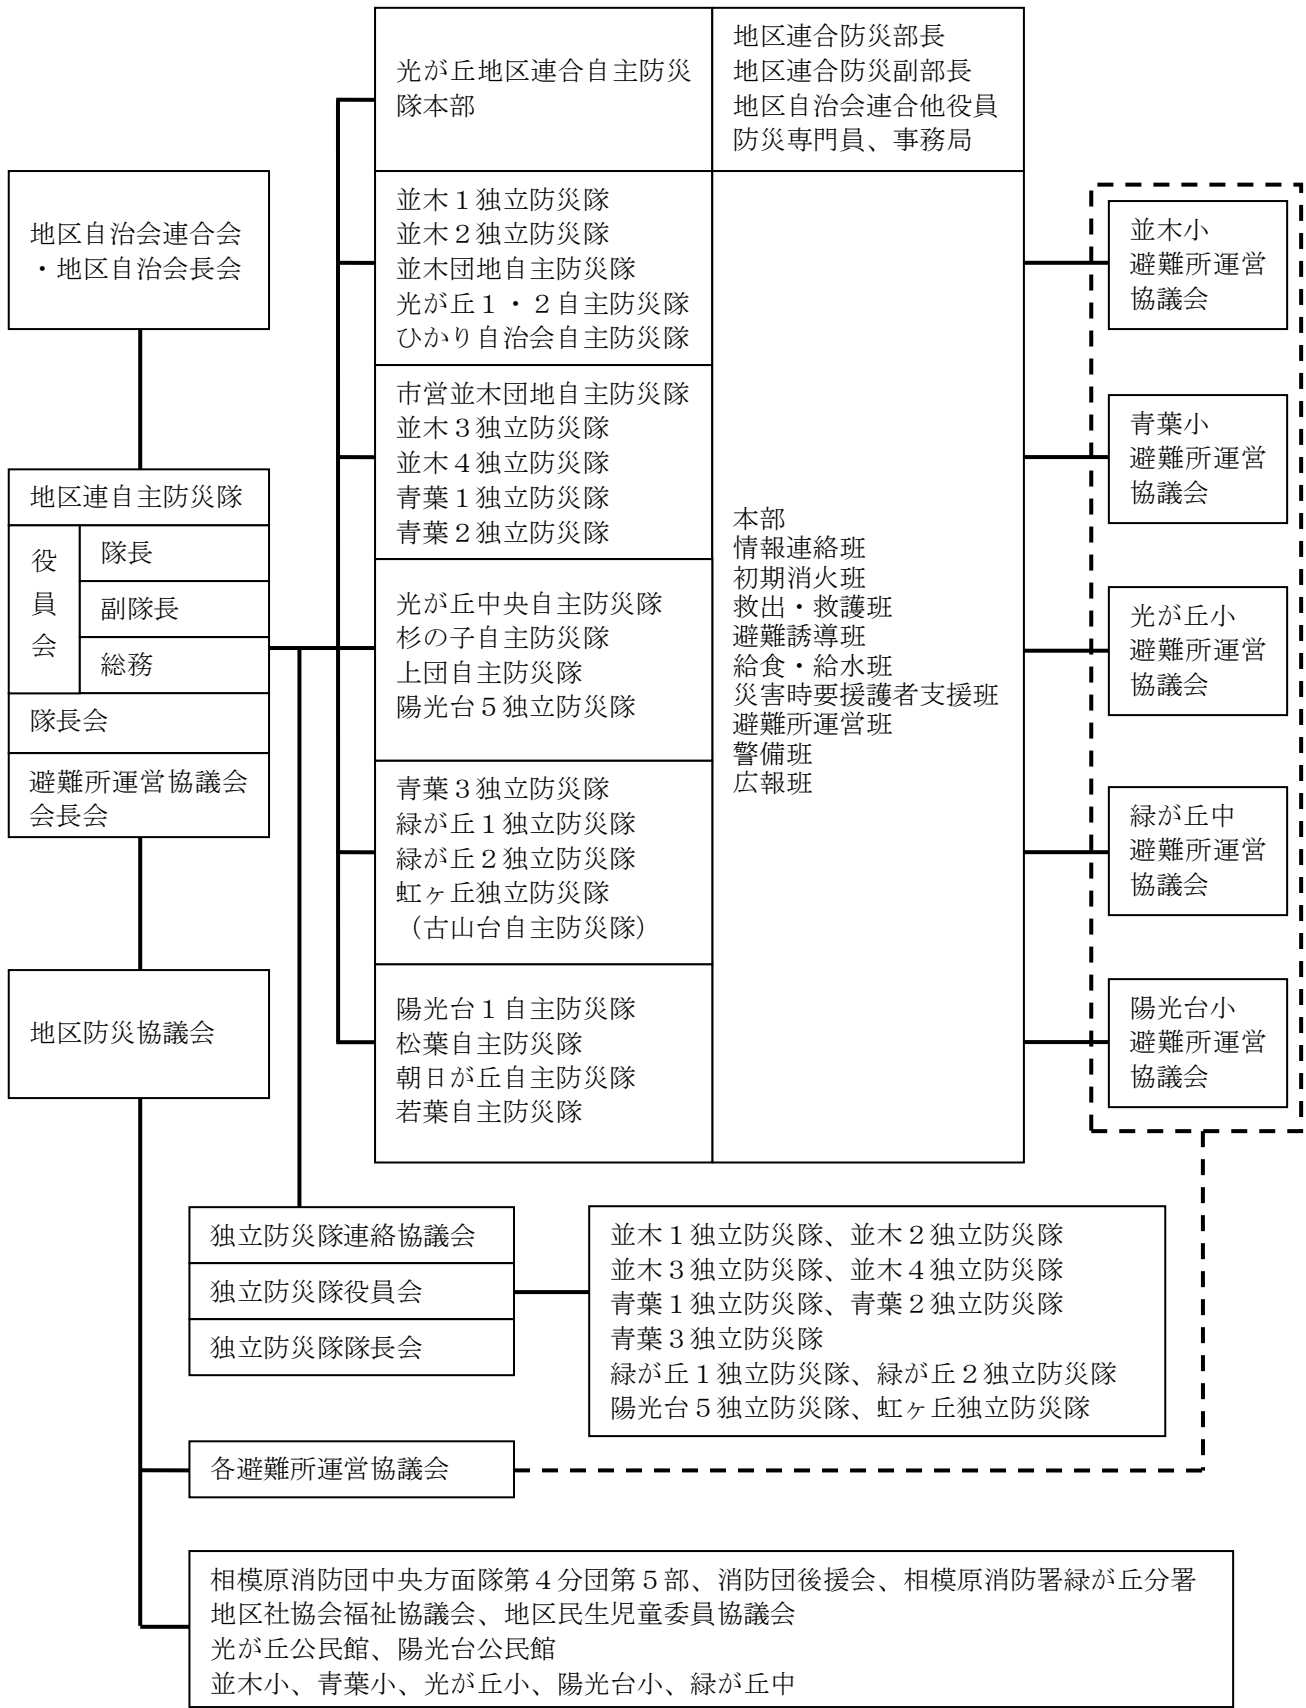 光が丘地区連合自主防災
隊本部
地区連合防災部長
地区連合防災副部長
地区自治会連合他役員
防災専門員、事務局
地区自治会連合会
・地区自治会長会
地区連自主防災隊
役員会
隊長
副隊長
総務
隊長会
避難所運営協議会
会長会
地区防災協議会
並木１独立防災隊
並木２独立防災隊
並木団地自主防災隊
光が丘１・２自主防災隊
ひかり自治会自主防災隊
市営並木団地自主防災隊
並木３独立防災隊
並木４独立防災隊
青葉１独立防災隊
青葉２独立防災隊
光が丘中央自主防災隊
杉の子自主防災隊
上団自主防災隊
陽光台５独立防災隊
青葉３独立防災隊
緑が丘１独立防災隊
緑が丘２独立防災隊
虹ヶ丘独立防災隊
（古山台自主防災隊）
陽光台１自主防災隊
松葉自主防災隊
朝日が丘自主防災隊
若葉自主防災隊
本部
情報連絡班
初期消火班
救出・救護班
避難誘導班
給食・給水班
災害時要援護者支援班
避難所運営班
警備班
広報班
並木小
避難所運営
協議会
青葉小
避難所運営
協議会
光が丘小
避難所運営
協議会
緑が丘中
避難所運営
協議会
陽光台小
避難所運営
協議会
独立防災隊連絡協議会
独立防災隊役員会
独立防災隊隊長会
並木１独立防災隊、並木２独立防災隊
並木３独立防災隊、並木４独立防災隊
青葉１独立防災隊、青葉２独立防災隊
青葉３独立防災隊
緑が丘１独立防災隊、緑が丘２独立防災隊
陽光台５独立防災隊、虹ヶ丘独立防災隊
各避難所運営協議会
相模原消防団中央方面隊第４分団第５部、消防団後援会、相模原消防署緑が丘分署
地区社協会福祉協議会、地区民生児童委員協議会
光が丘公民館、陽光台公民館
並木小、青葉小、光が丘小、陽光台小、緑が丘中